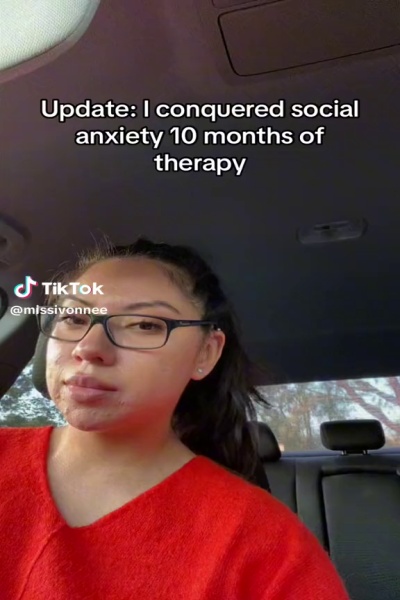 Update: I conquered social
anxiety 10 months of
therapy
TikTok
@missivonnee